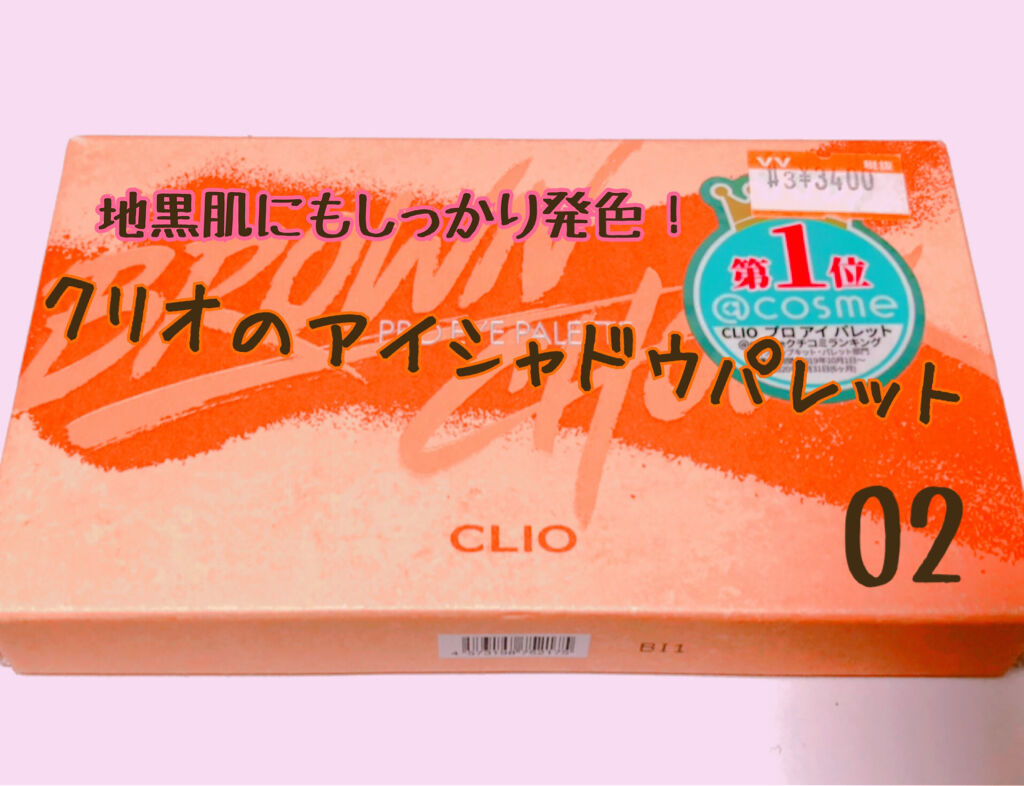 地黒肌にもしっかり発色！
クリオのアイシャドウパレット
02
BROWN
PRO EYE PALETTE
CLIO
#3¥3400
第1位
@cosme
CLIO プロ アイ パレット
BI1